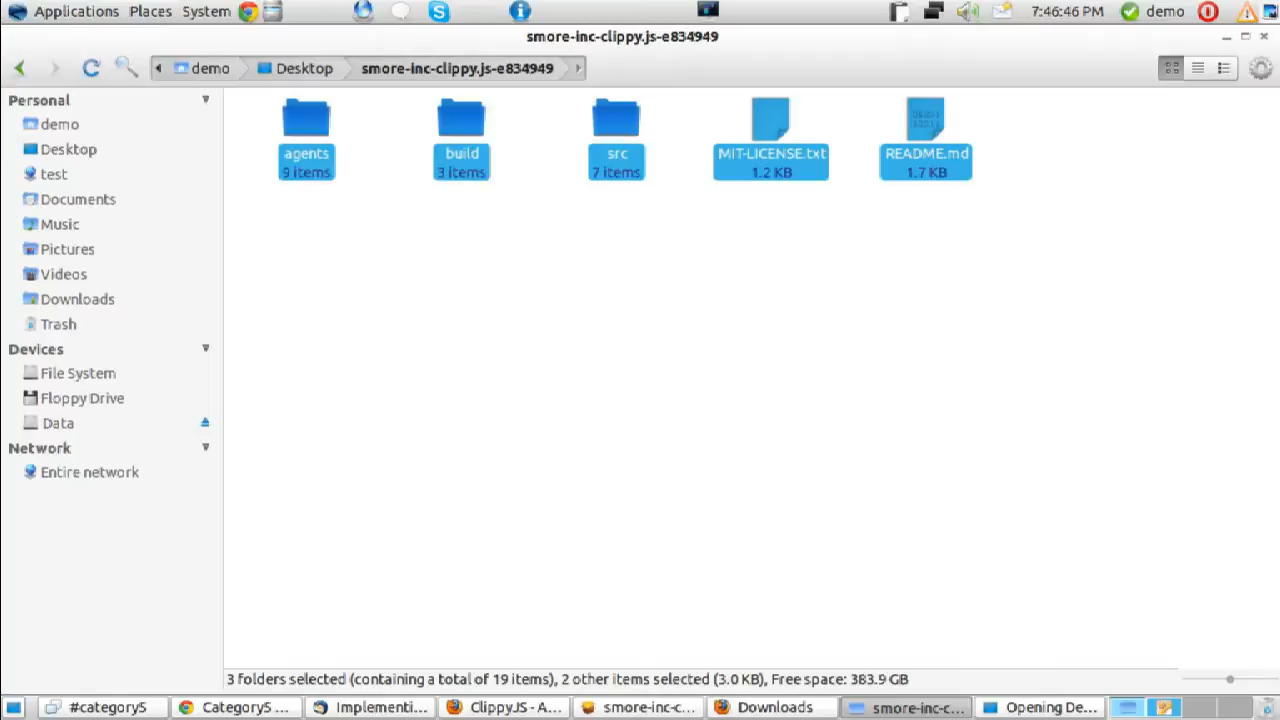 Applications Places System 7:46:46 PM demo
smore-inc-clippy.js-e834949
demo Desktop smore-inc-clippy.js-e834949
Personal
demo
Desktop
test
Documents
Music
Pictures
Videos
Downloads
Trash
Devices
File System
Floppy Drive
Data
Network
Entire network
agents
9 items
build
3 items
src
7 items
MIT-LICENSE.txt
1.2 KB
README.md
1.7 KB
3 folders selected (containing a total of 19 items), 2 other items selected (3.0 KB), Free space: 383.9 GB
#category5 Category5 ... Implementi... ClippyJS - A... smore-inc-c... Downloads smore-inc-c... Opening De...